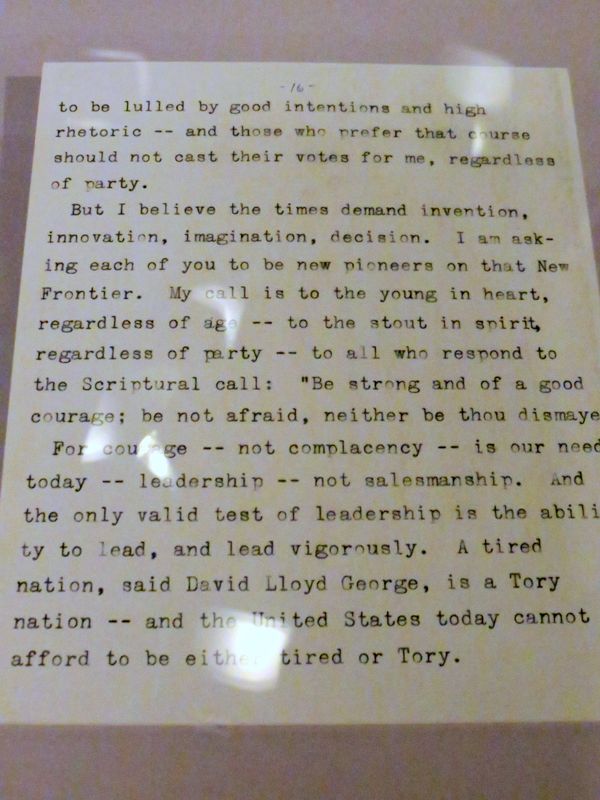 -16-
to be lulled by good intentions and high
rhetoric -- and those who prefer that course
should not cast their votes for me, regardless
of party.
But I believe the times demand invention,
innovation, imagination, decision. I am ask-
ing each of you to be new pioneers on that New
Frontier. My call is to the young in heart,
regardless of age -- to the stout in spirit,
regardless of party -- to all who respond to
the Scriptural call: "Be strong and of a good
courage; be not afraid, neither be thou dismaye
For courage -- not complacency -- is our need
today -- leadership -- not salesmanship. And
the only valid test of leadership is the abili
ty to lead, and lead vigorously. A tired
nation, said David Lloyd George, is a Tory
nation -- and the United States today cannot
afford to be either tired or Tory.